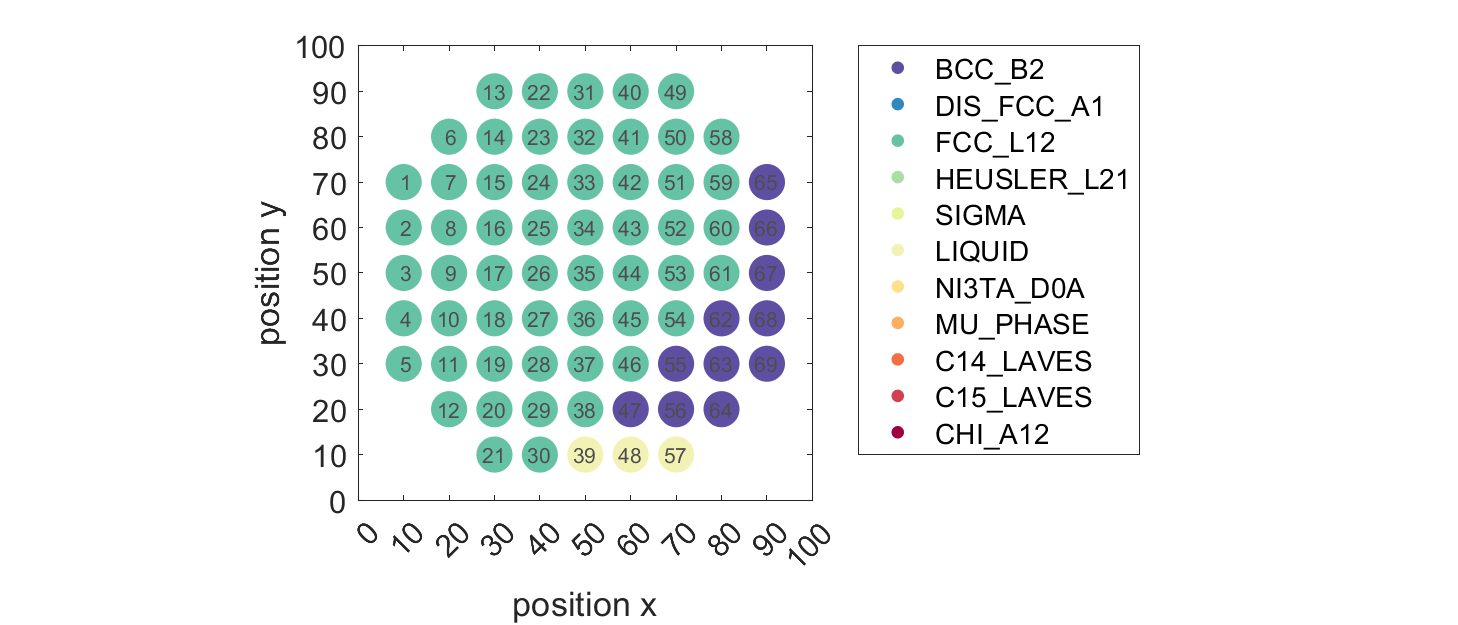 100
90
80
70
60
50
40
30
20
10
0
position y
13 22 31 40 49
6 14 23 32 41 50 58
1 7 15 24 33 42 51 59 65
2 8 16 25 34 43 52 60 66
3 9 17 26 35 44 53 61 67
4 10 18 27 36 45 54 62 68
5 11 19 28 37 46 55 63 69
12 20 29 38 47 56 64
21 30 39 48 57
0 10 20 30 40 50 60 70 80 90 100
position x
BCC_B2
DIS_FCC_A1
FCC_L12
HEUSLER_L21
SIGMA
LIQUID
NI3TA_D0A
MU_PHASE
C14_LAVES
C15_LAVES
CHI_A12